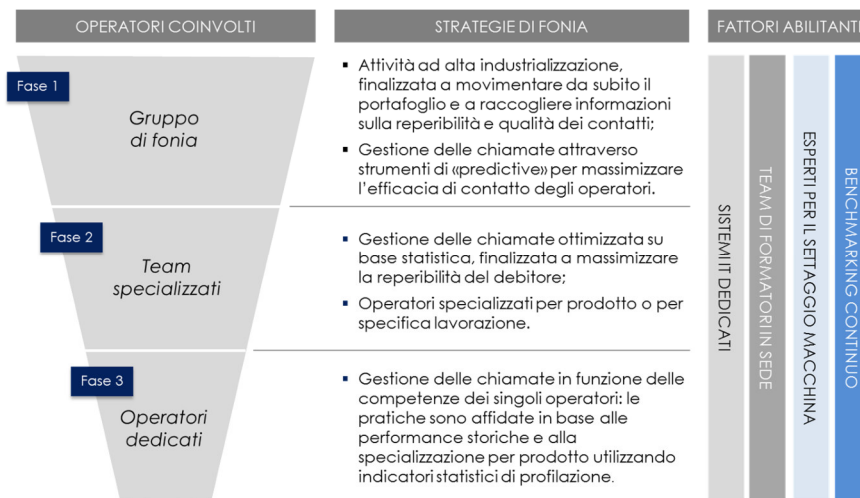 OPERATORI COINVOLTI
STRATEGIE DI FONIA
FATTORI ABILITANTI
Fase 1
Gruppo
di fonia
▪ Attività ad alta industrializzazione,
finalizzata a movimentare da subito il
portafoglio e a raccogliere informazioni
sulla reperibilità e qualità dei contatti;
▪ Gestione delle chiamate attraverso
strumenti di «predictive» per massimizzare
l'efficacia di contatto degli operatori.
Fase 2
Team
specializzati
▪ Gestione delle chiamate ottimizzata su
base statistica, finalizzata a massimizzare
la reperibilità del debitore;
▪ Operatori specializzati per prodotto o per
specifica lavorazione.
Fase 3
Operatori
dedicati
▪ Gestione delle chiamate in funzione delle
competenze dei singoli operatori: le
pratiche sono affidate in base alle
performance storiche e alla
specializzazione per prodotto utilizzando
indicatori statistici di profilazione.
SISTEMI IT DEDICATI
TEAM DI FORMATORI IN SEDE
ESPERTI PER IL SETTAGGIO MACCHINA
BENCHMARKING CONTINUO